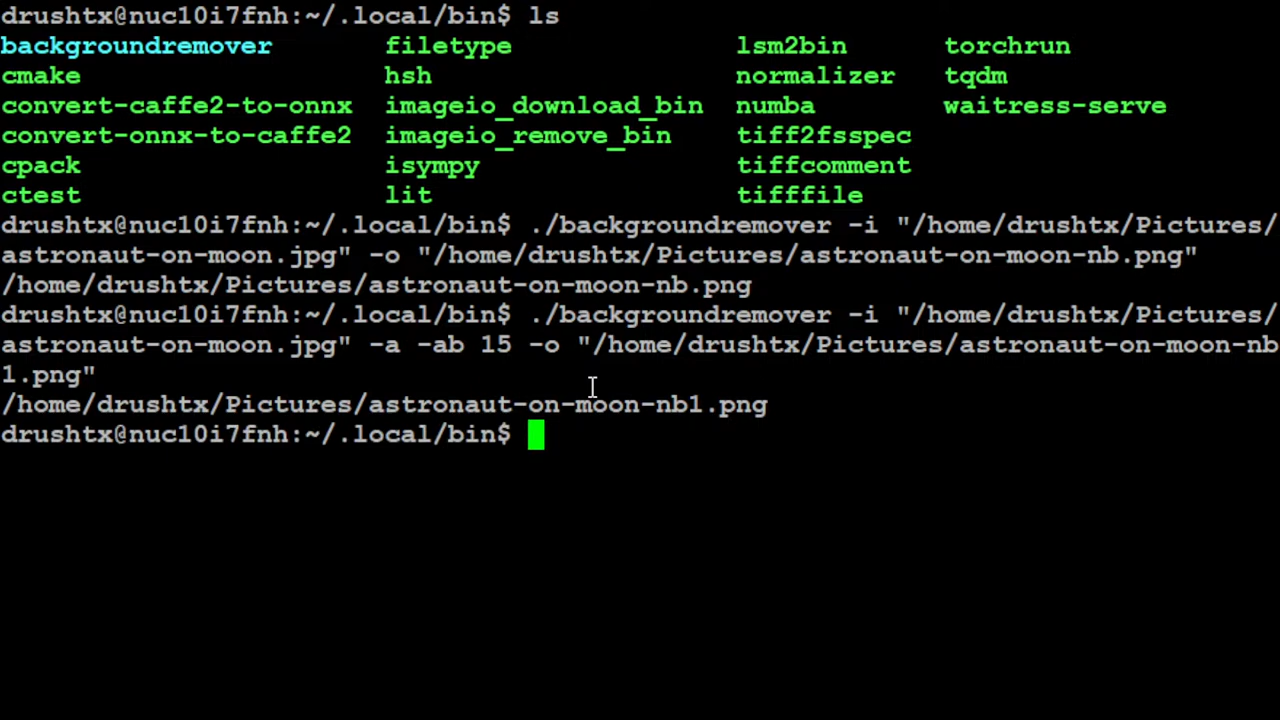 drushtx@nuc10i7fnh:~/.local/bin$ ls
backgroundremover filetype lsm2bin torchrun
cmake hsh normalizer tqdm
convert-caffe2-to-onnx imageio_download_bin numba waitress-serve
convert-onnx-to-caffe2 imageio_remove_bin tiff2fsspec
cpack isympy tiffcomment
ctest lit tifffile
drushtx@nuc10i7fnh:~/.local/bin$ ./backgroundremover -i "/home/drushtx/Pictures/
astronaut-on-moon.jpg" -o "/home/drushtx/Pictures/astronaut-on-moon-nb.png"
/home/drushtx/Pictures/astronaut-on-moon-nb.png
drushtx@nuc10i7fnh:~/.local/bin$ ./backgroundremover -i "/home/drushtx/Pictures/
astronaut-on-moon.jpg" -a -ab 15 -o "/home/drushtx/Pictures/astronaut-on-moon-nb
1.png"
/home/drushtx/Pictures/astronaut-on-moon-nb1.png
drushtx@nuc10i7fnh:~/.local/bin$